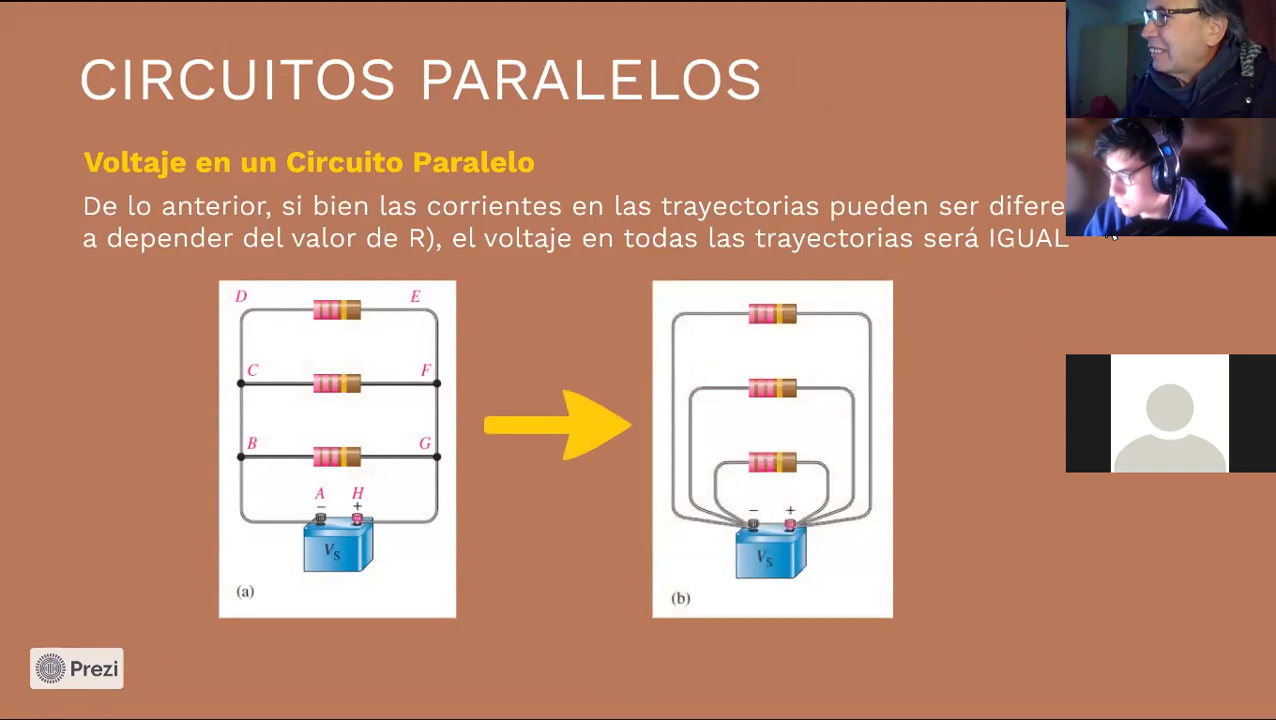 CIRCUITOS PARALELOS
Voltaje en un Circuito Paralelo
De lo anterior, si bien las corrientes en las trayectorias pueden ser difere
a depender del valor de R), el voltaje en todas las trayectorias será IGUAL
D E
C F
B G
A H
− +
VS
(a)
− +
VS
(b)
Prezi